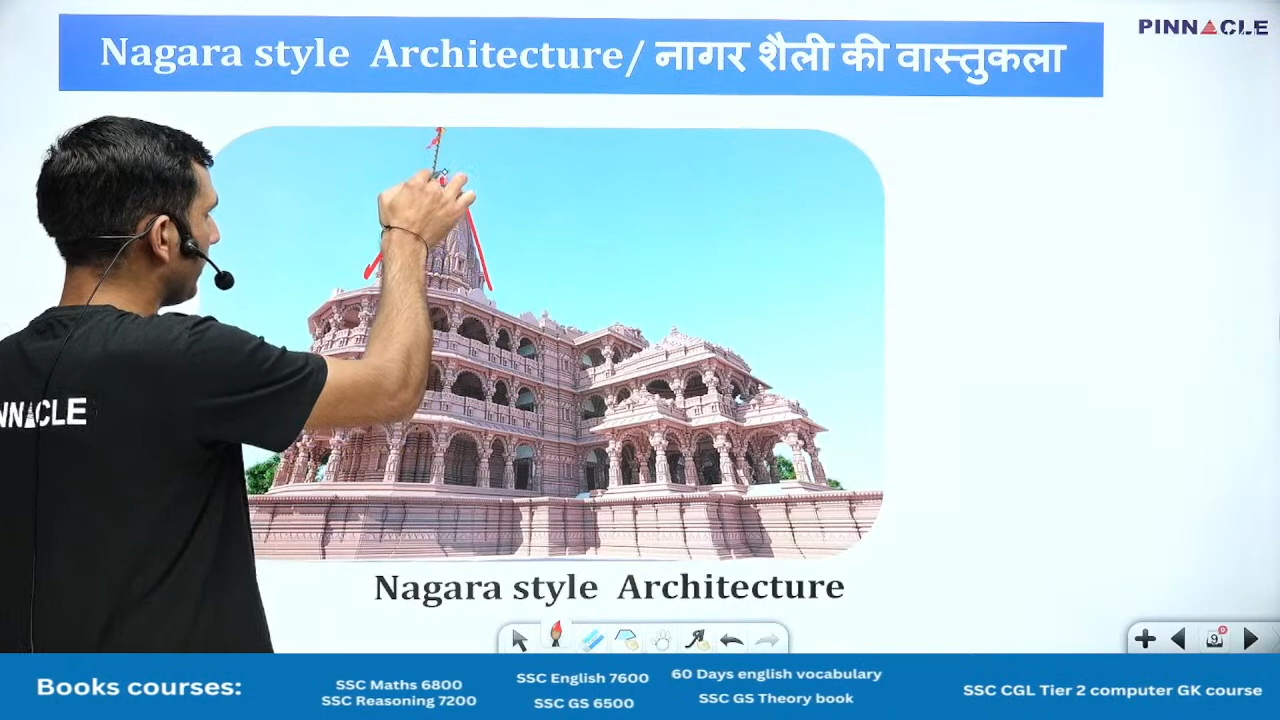 Nagara style Architecture/ नागर शैली की वास्तुकला
PINNACLE
NNACLE
Nagara style Architecture
9
Books courses:
SSC Maths 6800
SSC Reasoning 7200
SSC English 7600
SSC GS 6500
60 Days english vocabulary
SSC GS Theory book
SSC CGL Tier 2 computer GK course